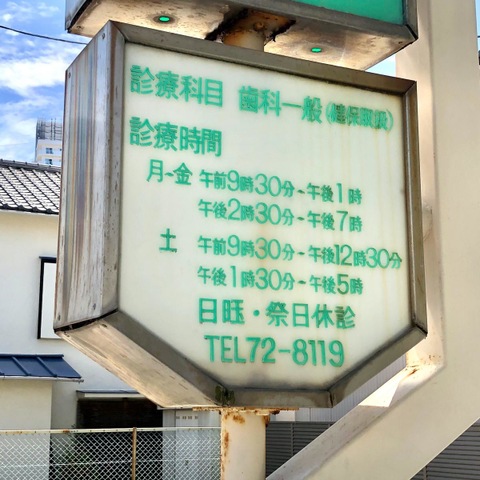 診療科目 歯科一般(健保取扱)
診療時間
月~金 午前9時30分~午後1時
午後2時30分~午後7時
土 午前9時30分~午後12時30分
午後1時30分~午後5時
日旺・祭日休診
TEL72-8119